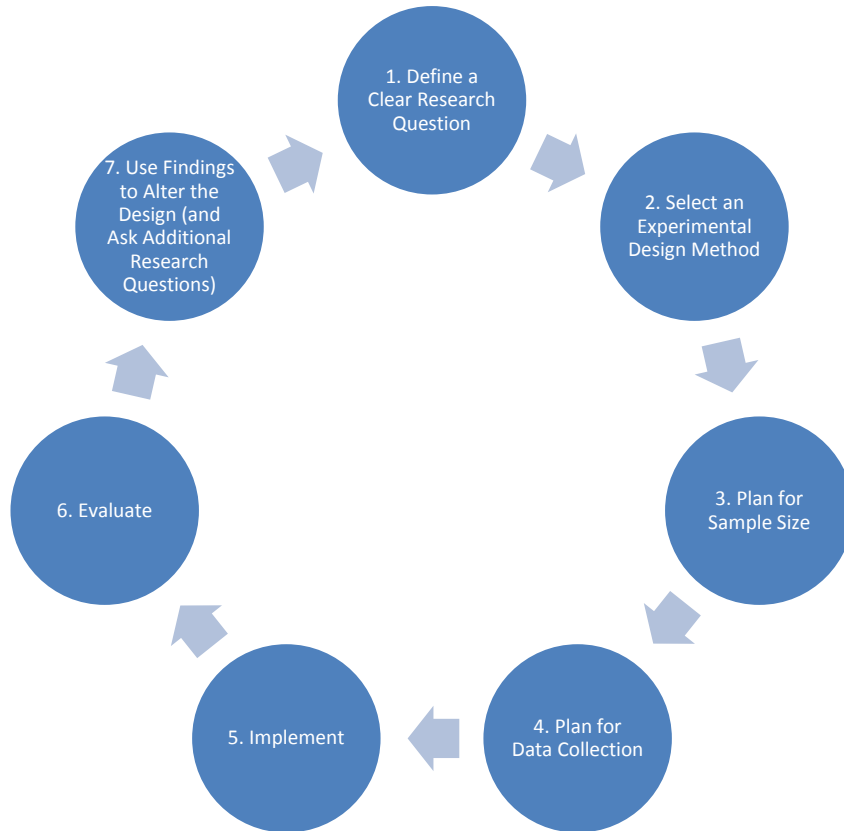 1. Define a
Clear Research
Question
2. Select an
Experimental
Design Method
3. Plan for
Sample Size
4. Plan for
Data Collection
5. Implement
6. Evaluate
7. Use Findings
to Alter the
Design (and
Ask Additional
Research
Questions)